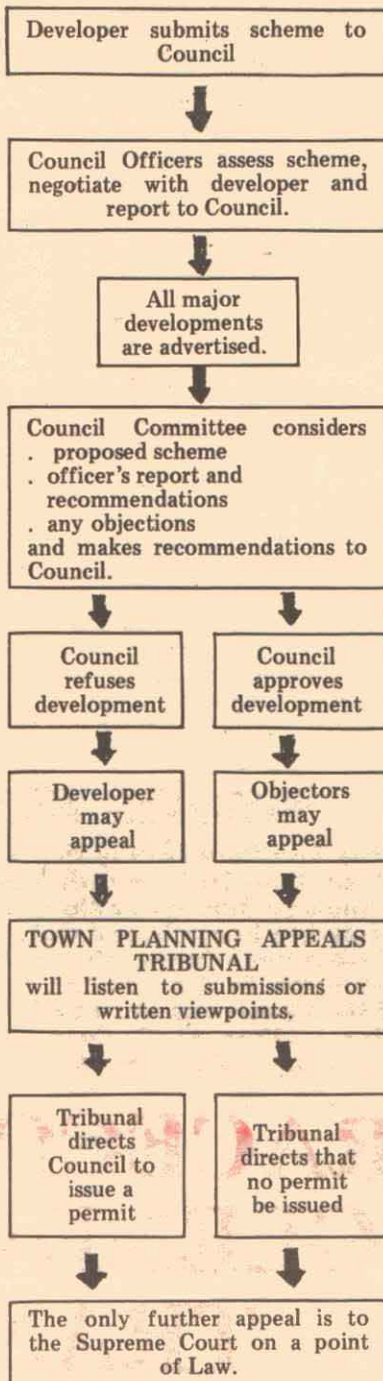 Developer submits scheme to
Council
Council Officers assess scheme,
negotiate with developer and
report to Council.
All major
developments
are advertised.
Council Committee considers
. proposed scheme
. officer's report and
recommendations
. any objections
and makes recommendations to
Council.
Council
refuses
development
Council
approves
development
Developer
may
appeal
Objectors
may
appeal
TOWN PLANNING APPEALS
TRIBUNAL
will listen to submissions or
written viewpoints.
Tribunal
directs
Council to
issue a
permit
Tribunal
directs that
no permit
be issued
The only further appeal is to
the Supreme Court on a point
of Law.